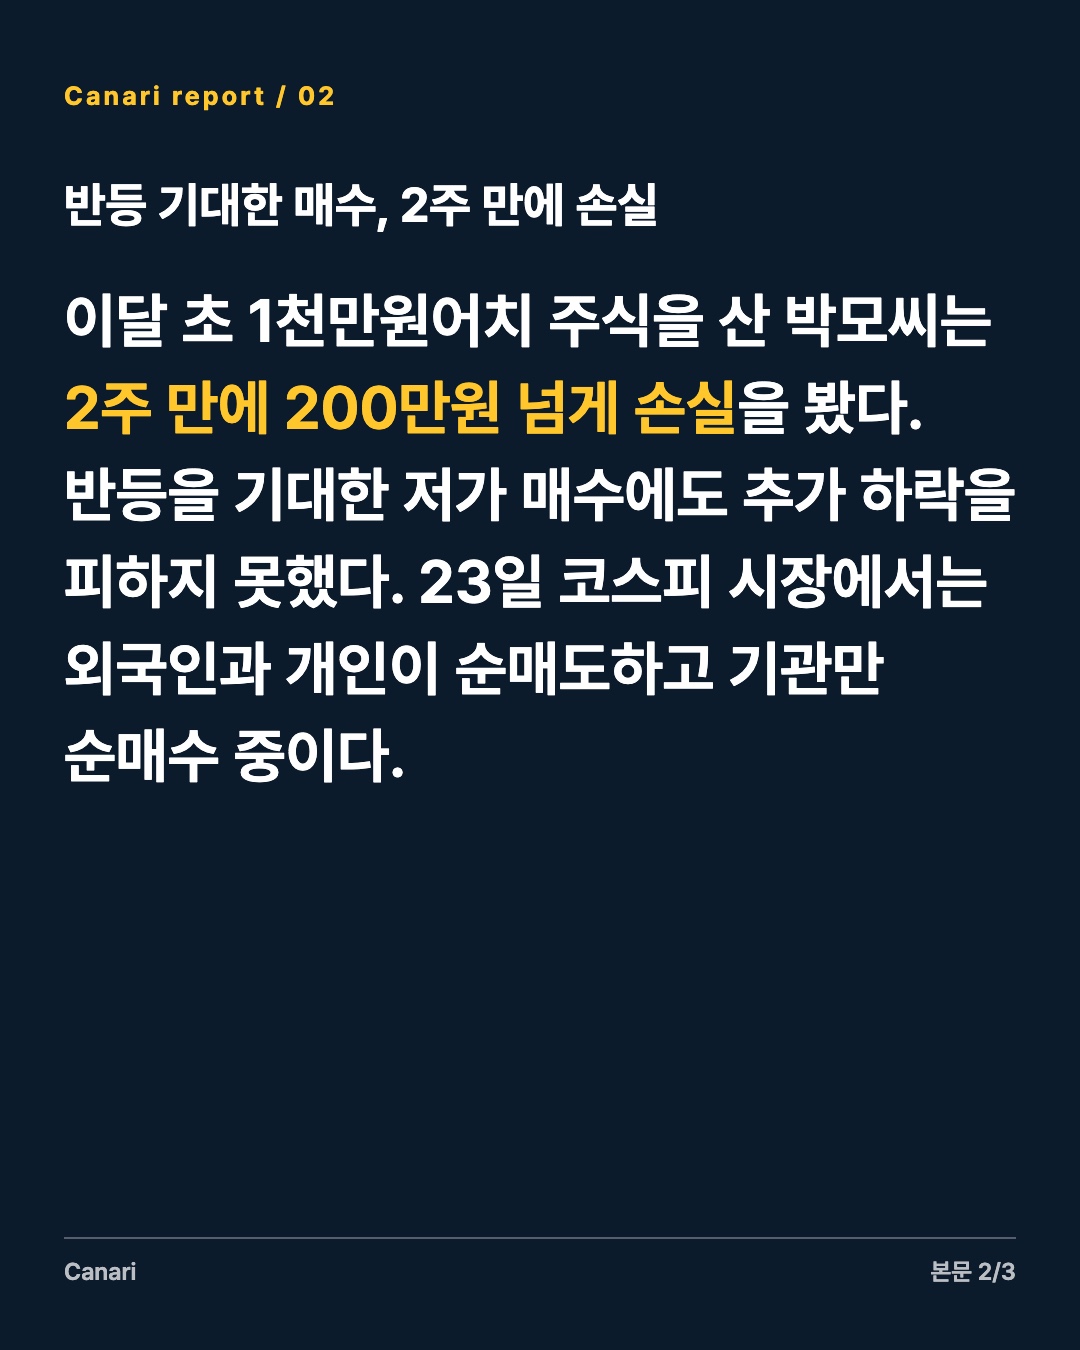 Canari report / 02
반등 기대한 매수, 2주 만에 손실
이달 초 1천만원어치 주식을 산 박모씨는
2주 만에 200만원 넘게 손실을 봤다.
반등을 기대한 저가 매수에도 추가 하락을
피하지 못했다. 23일 코스피 시장에서는
외국인과 개인이 순매도하고 기관만
순매수 중이다.
Canari
본문 2/3